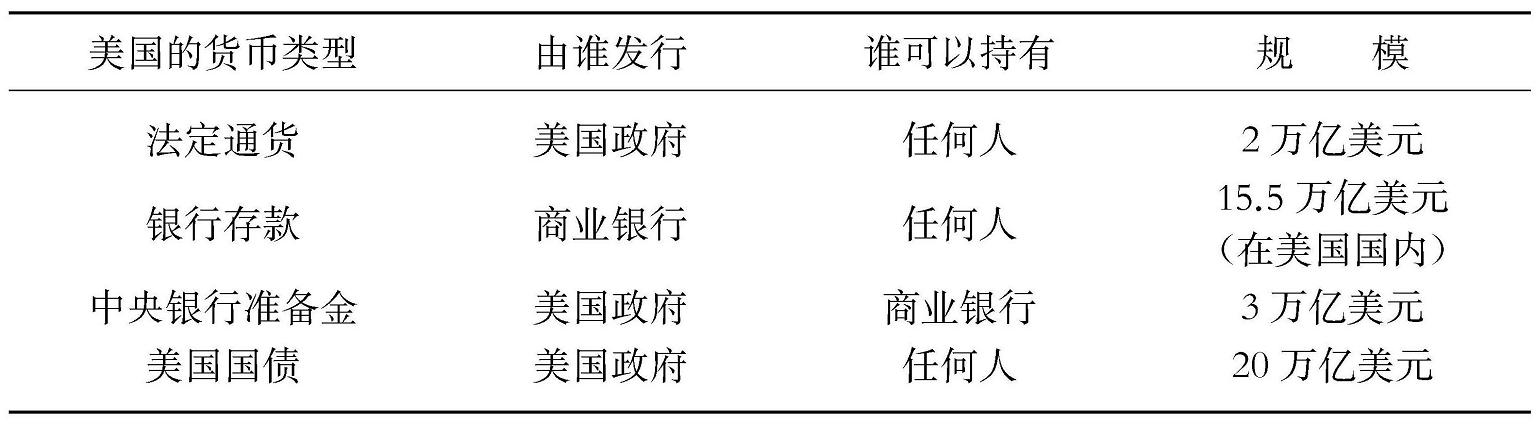 美国的货币类型 由谁发行 谁可以持有 规 模
法定通货 美国政府 任何人 2 万亿美元
银行存款 商业银行 任何人 15.5 万亿美元
（在美国国内）
中央银行准备金 美国政府 商业银行 3 万亿美元
美国国债 美国政府 任何人 20 万亿美元